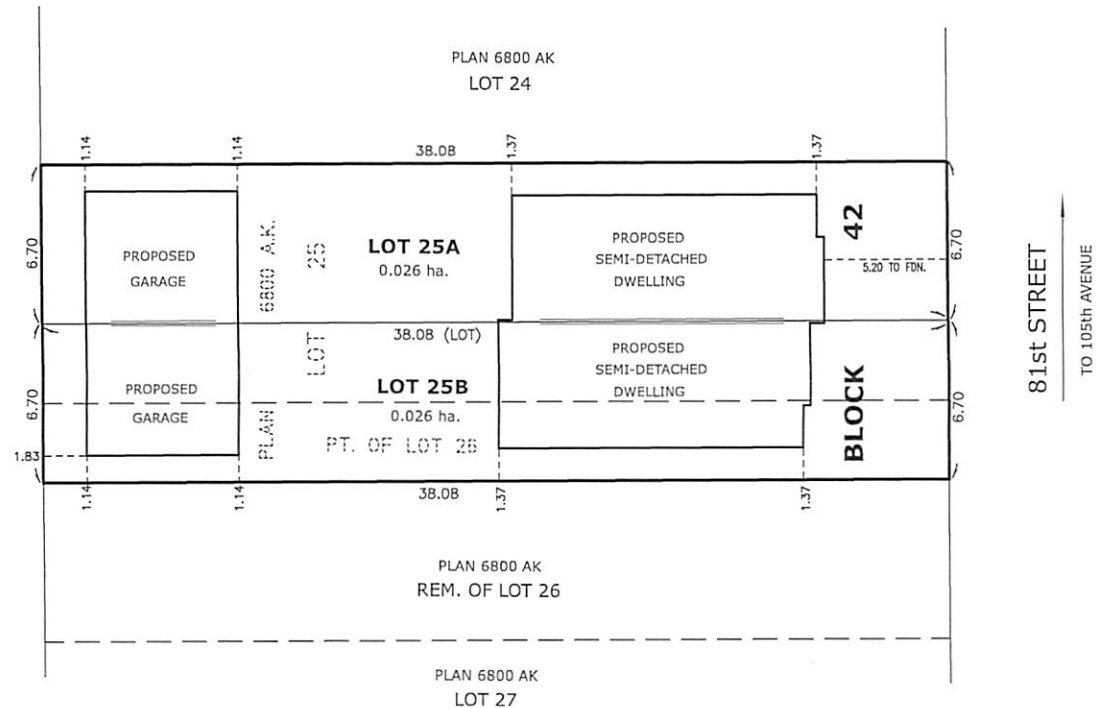 PLAN 6800 AK
LOT 24
1.14
1.14
38.08
1.37
1.37
6.70
PROPOSED
GARAGE
6800 A.K.
25
LOT 25A
0.026 ha.
PROPOSED
SEMI-DETACHED
DWELLING
42
5.20 TO FDN.
6.70
81st STREET
TO 105th AVENUE
38.08 (LOT)
LOT
6.70
PROPOSED
GARAGE
PLAN
LOT 25B
0.026 ha.
PT. OF LOT 26
PROPOSED
SEMI-DETACHED
DWELLING
BLOCK
6.70
1.83
1.14
1.14
38.08
1.37
1.37
PLAN 6800 AK
REM. OF LOT 26
PLAN 6800 AK
LOT 27